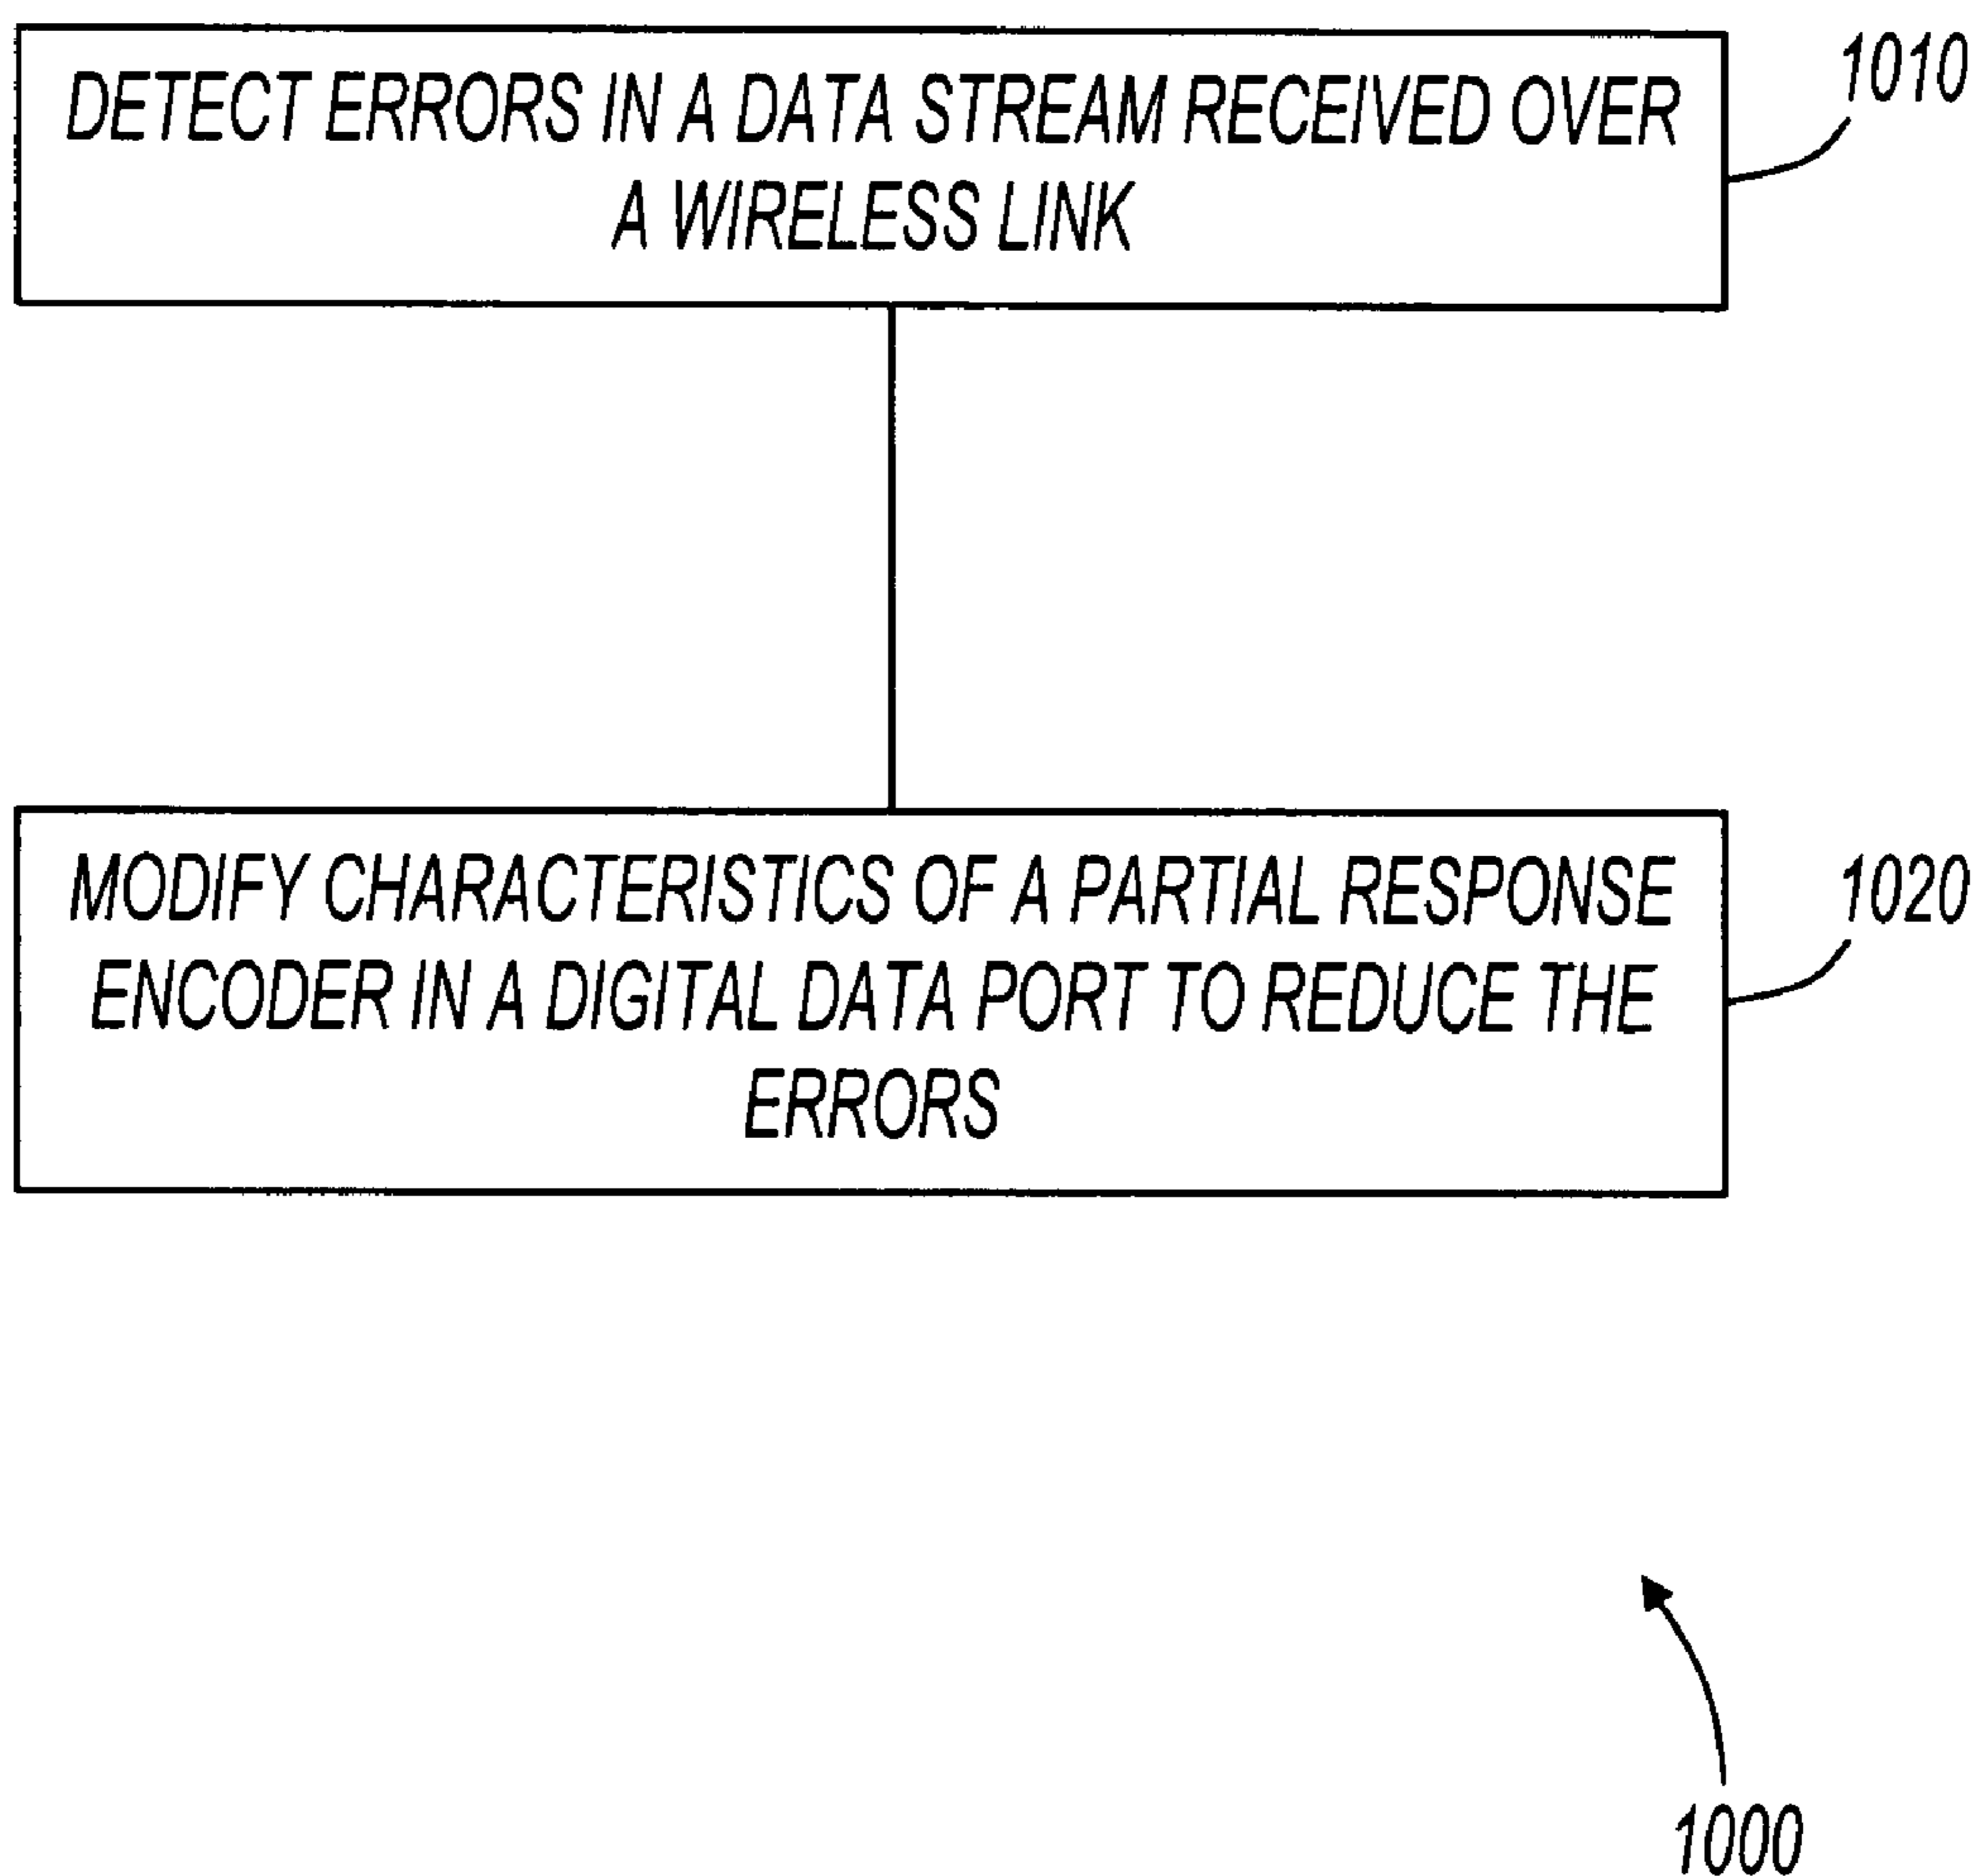 DETECT ERRORS IN A DATA STREAM RECEIVED OVER
A WIRELESS LINK
1010
MODIFY CHARACTERISTICS OF A PARTIAL RESPONSE
ENCODER IN A DIGITAL DATA PORT TO REDUCE THE
ERRORS
1020
1000